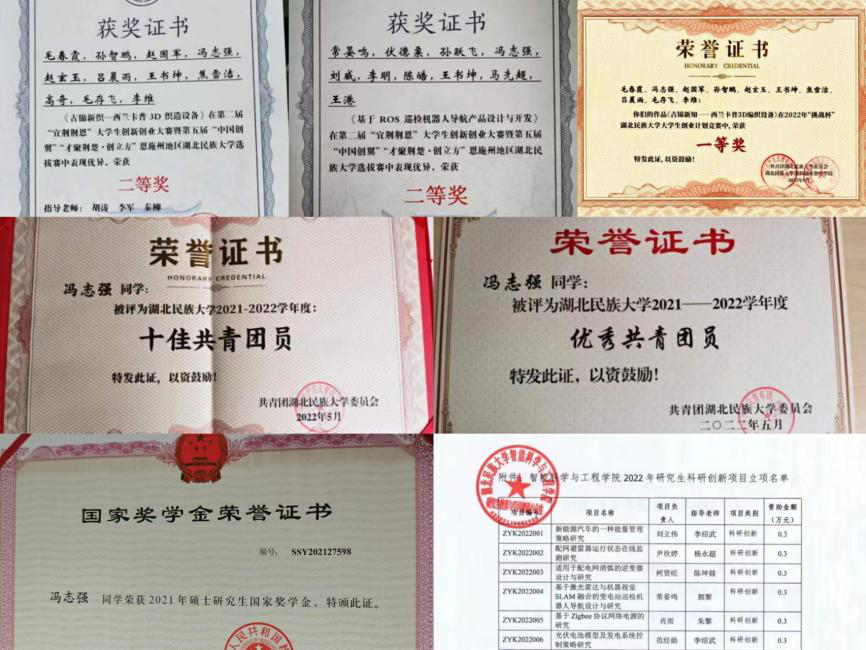 获奖证书
毛春霞，孙智鹏，赵国军，冯志强，
赵玄玉，吕晨雨，王书坤，焦雪洁，
高奇，毛存飞，李维
《古锦新织—西兰卡普 3D 织造设备》在第二届
“宜荆荆恩”大学生创新创业大赛暨第五届“中国创
翼”“才聚荆楚·创立方”恩施州地区湖北民族大学选
拔赛中表现优异，荣获
二等奖
指导老师： 胡涛 李军 秦柳
获奖证书
常晏鸣，伏德粟，孙跃飞，冯志强，
刘威，李明，陈皓，王书坤，马先超，
王港
《基于 ROS 巡检机器人导航产品设计与开发》
在第二届“宜荆荆恩”大学生创新创业大赛暨第五届
“中国创翼”“才聚荆楚·创立方”恩施州地区湖北民
族大学选拔赛中表现优异，荣获
二等奖
荣誉证书
HONORARY CREDENTIAL
毛春霞、冯志强、赵国军、孙智鹏、赵玄玉、王书坤、焦雪洁、
吕晨雨、毛存飞、李维：
你们的作品《古锦新知——西兰卡普3D编织设备》在2022年“挑战杯”
湖北民族大学大学生创业计划竞赛中，荣获
一等奖
特发此证，以资鼓励！
荣誉证书
HONORARY CREDENTIAL
冯志强 同学：
被评为湖北民族大学2021-2022学年度：
十佳共青团员
特发此证，以资鼓励！
共青团湖北民族大学委员会
2022年5月
荣誉证书
冯志强 同学：
被评为湖北民族大学2021——2022学年度
优秀共青团员
特发此证，以资鼓励！
共青团湖北民族大学委员会
二〇二二年五月
国家奖学金荣誉证书
编号： SSY202127598
冯志强 同学荣获 2021 年硕士研究生国家奖学金，特颁此证。
附件：智能科学与工程学院 2022 年研究生科研创新项目立项名单
项目编号 项目名称 项目负责人 指导老师 项目类别 资助金额（万元）
ZYK2022001 新能源汽车的一种能量管理策略研究 刘立伟 李绍武 科研创新 0.3
ZYK2022002 配网避雷器运行状态在线监测研究 尹欣婷 杨永超 科研创新 0.3
ZYK2022003 适用于配电网消弧的逆变器设计与研究 柯贤旺 陈坤燚 科研创新 0.3
ZYK2022004 基于激光雷达与机器视觉 SLAM 融合的变电站巡检机器人导航设计与研究 常晏鸣 郭黎 科研创新 0.3
ZYK2022005 基于 Zigbee 协议网络电源的研究 肖雨 朱黎 科研创新 0.3
ZYK2022006 光伏电池模型及发电系统控制策略研究 范经勋 李绍武 科研创新 0.3